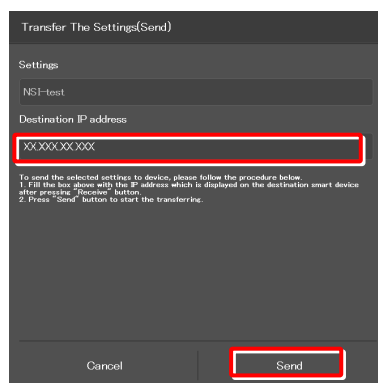 Transfer The Settings(Send)
Settings
NSI-test
Destination IP address
XX.XXX.XX.XXX
To send the selected settings to device, please follow the procedure below.
1. Fill the box above with the IP address which is displayed on the destination smart device
after pressing "Receive" button.
2. Press "Send" button to start the transferring.
Cancel
Send